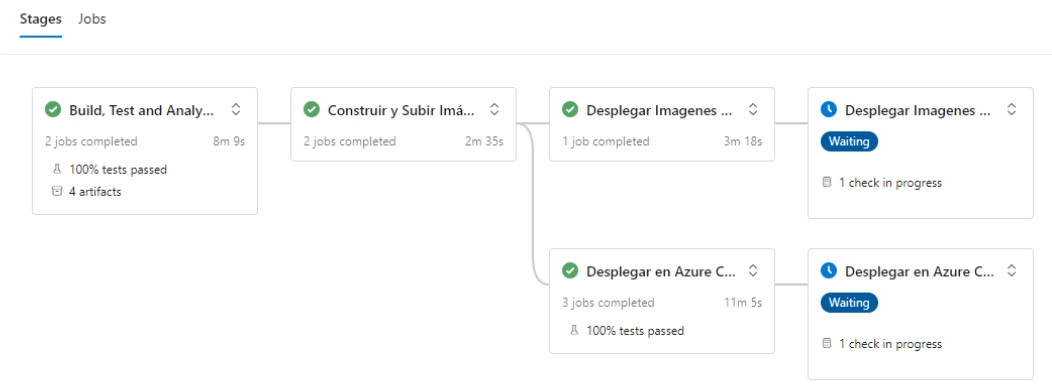 Stages Jobs
Build, Test and Analy...
2 jobs completed 8m 9s
100% tests passed
4 artifacts
Construir y Subir Imá...
2 jobs completed 2m 35s
Desplegar Imagenes ...
1 job completed 3m 18s
Desplegar Imagenes ...
Waiting
1 check in progress
Desplegar en Azure C...
3 jobs completed 11m 5s
100% tests passed
Desplegar en Azure C...
Waiting
1 check in progress